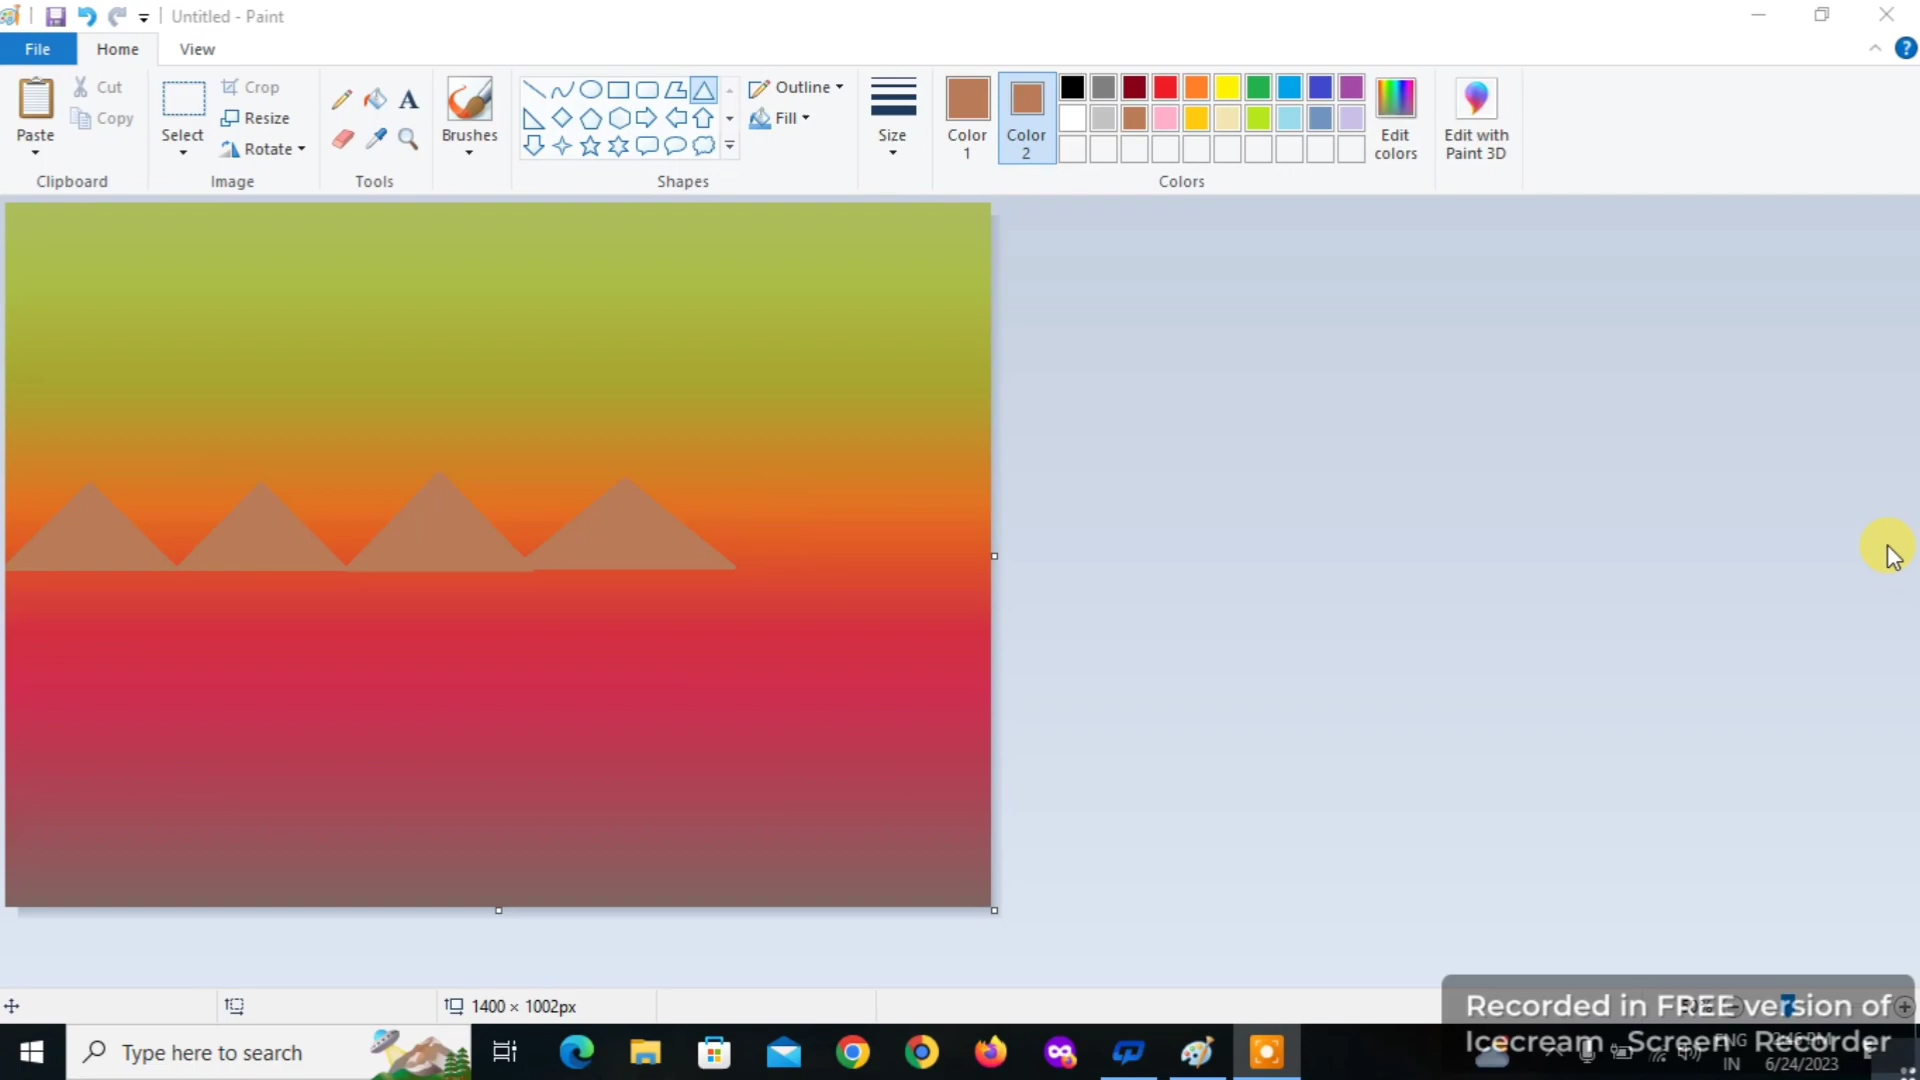 Untitled - Paint
File
Home
View
Paste
Cut
Copy
Clipboard
Select
Crop
Resize
Rotate
Image
Tools
Brushes
Outline
Fill
Shapes
Size
Color
1
Color
2
Colors
Edit
colors
Edit with
Paint 3D
1400 × 1002px
Recorded in FREE version of
Icecream Screen Recorder
Type here to search
ENG
IN
6/24/2023